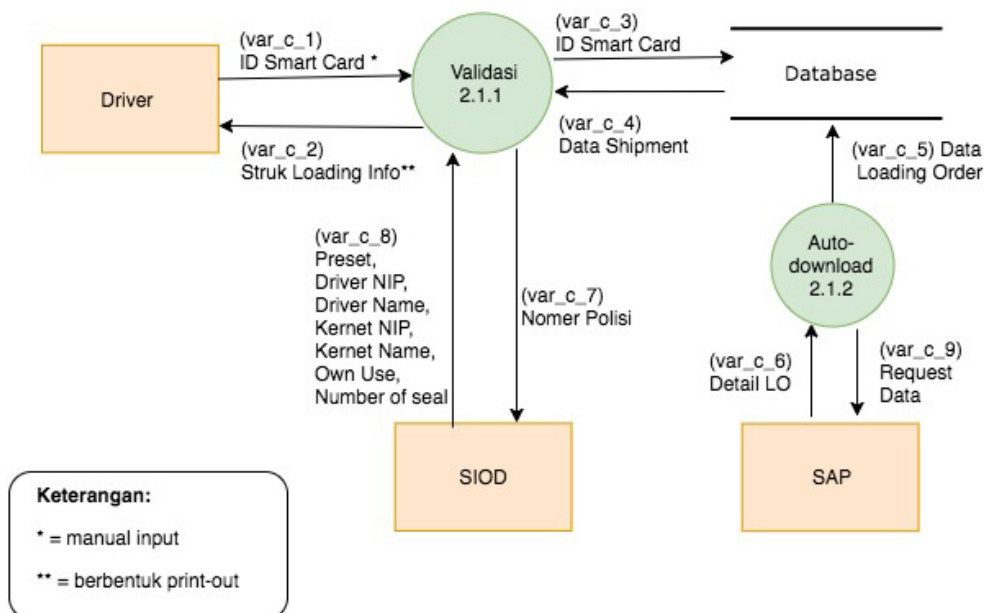 Driver
(var_c_1)
ID Smart Card *
Validasi
2.1.1
(var_c_3)
ID Smart Card
Database
(var_c_2)
Struk Loading Info**
(var_c_4)
Data Shipment
(var_c_5) Data
Loading Order
(var_c_8)
Preset,
Driver NIP,
Driver Name,
Kernet NIP,
Kernet Name,
Own Use,
Number of seal
(var_c_7)
Nomer Polisi
Auto-
download
2.1.2
(var_c_6)
Detail LO
(var_c_9)
Request
Data
SIOD
SAP
Keterangan:
* = manual input
** = berbentuk print-out